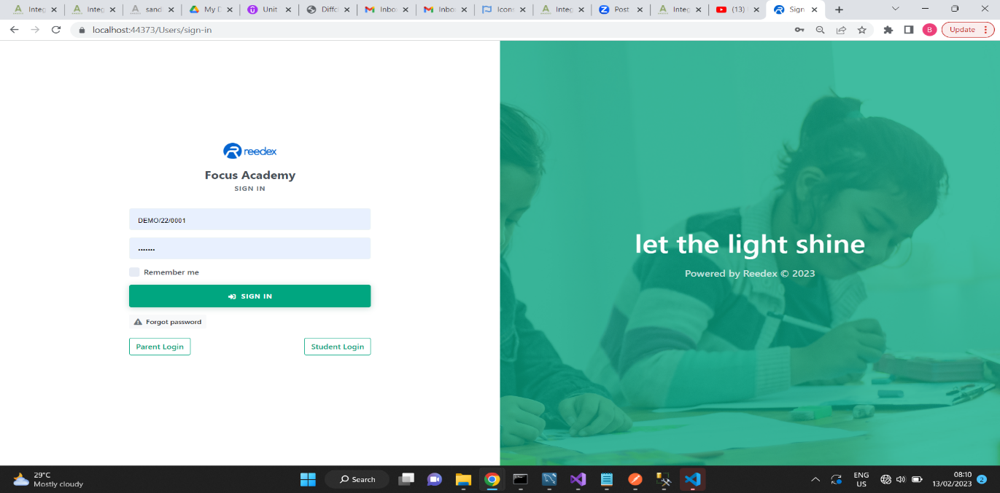 Integ
Integ
sand
My D
Unit
Diffc
Inbo
Inbo
Icons
Integ
Post
Integ
(13)
Sign
localhost:44373/Users/sign-in
B
Update
reedex
Focus Academy
SIGN IN
DEMO/22/0001
Remember me
SIGN IN
Forgot password
Parent Login
Student Login
let the light shine
Powered by Reedex © 2023
29°C
Mostly cloudy
Search
ENG
US
08:10
13/02/2023
2